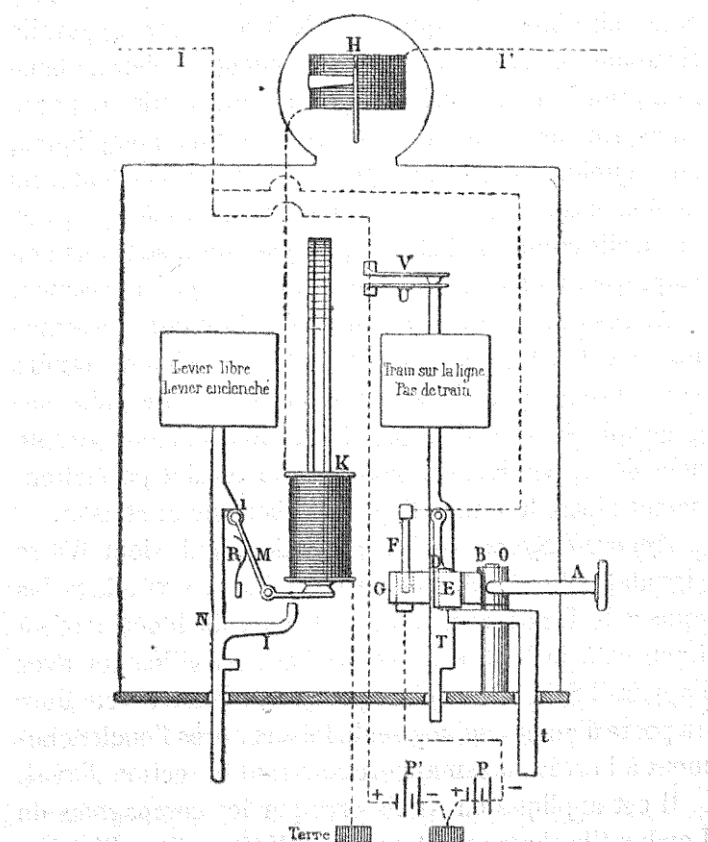 H
I I'
V
Levier libre
Levier enclenché
Train sur la ligne
Pas de train
K
i
R M
F
D
G E B O A
N
I
T
t
P' P
+ − + −
Terre